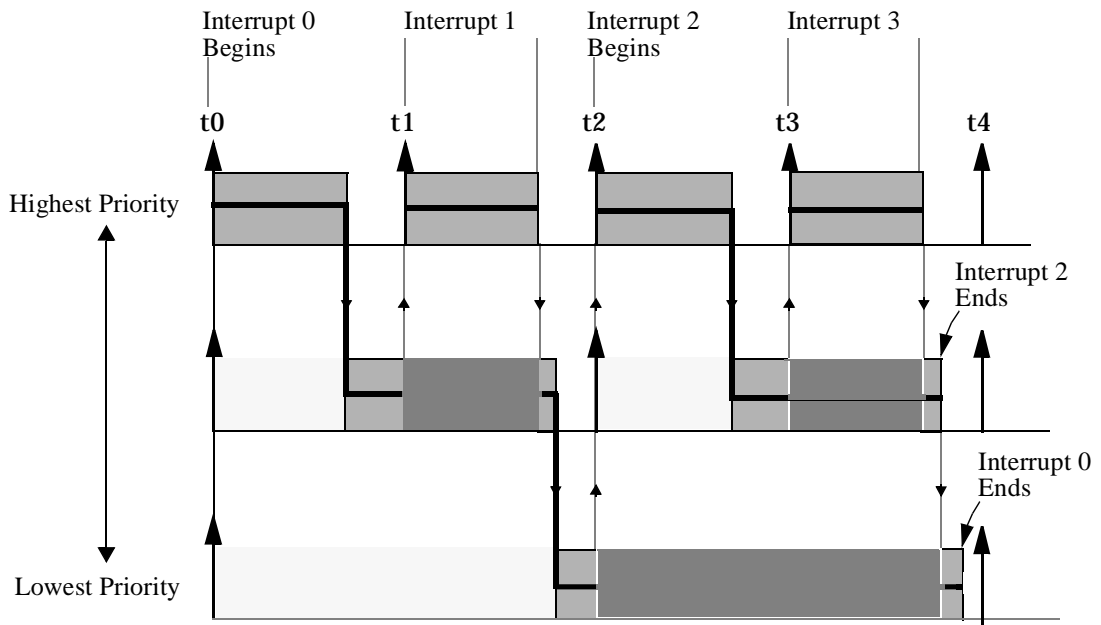 Interrupt 0
Begins
Interrupt 1
Interrupt 2
Begins
Interrupt 3
t0
t1
t2
t3
t4
Highest Priority
Interrupt 2
Ends
Interrupt 0
Ends
Lowest Priority